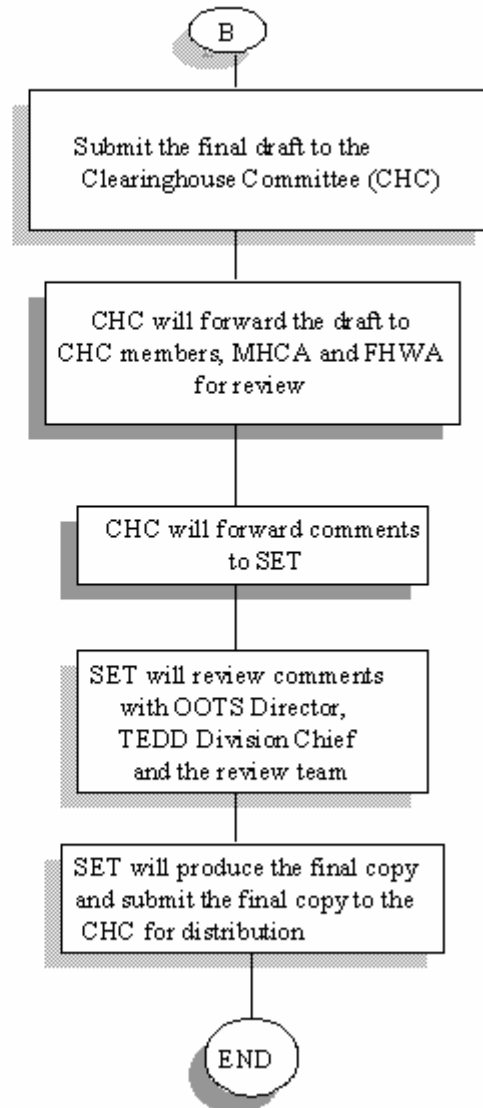 B
Submit the final draft to the
Clearinghouse Committee (CHC)
CHC will forward the draft to
CHC members, MHCA and FHWA
for review
CHC will forward comments
to SET
SET will review comments
with OOTS Director,
TEDD Division Chief
and the review team
SET will produce the final copy
and submit the final copy to the
CHC for distribution
END